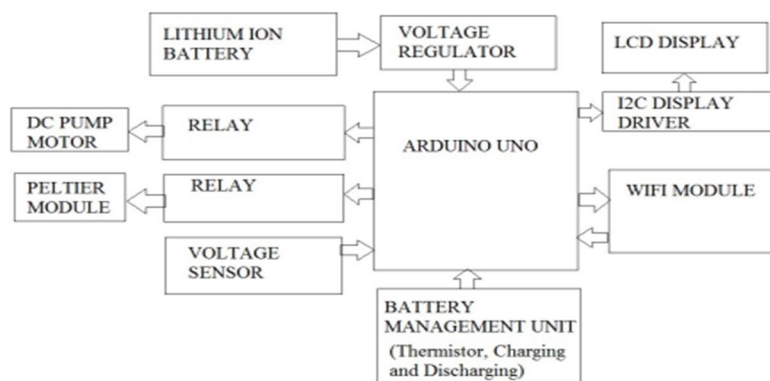 LITHIUM ION
BATTERY
VOLTAGE
REGULATOR
LCD DISPLAY
DC PUMP
MOTOR
RELAY
ARDUINO UNO
I2C DISPLAY
DRIVER
PELTIER
MODULE
RELAY
WIFI MODULE
VOLTAGE
SENSOR
BATTERY
MANAGEMENT UNIT
(Thermistor, Charging
and Discharging)